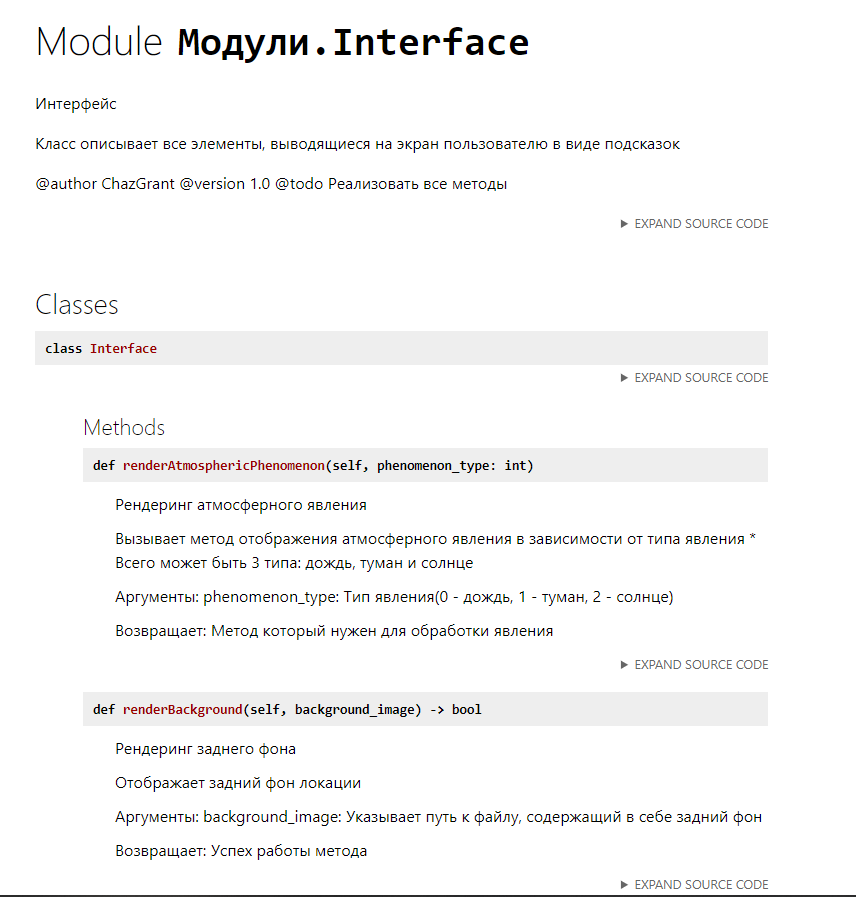 Module Модули.Interface
Интерфейс
Класс описывает все элементы, выводящиеся на экран пользователю в виде подсказок
@author ChazGrant @version 1.0 @todo Реализовать все методы
▶ EXPAND SOURCE CODE
Classes
class Interface
▶ EXPAND SOURCE CODE
Methods
def renderAtmosphericPhenomenon(self, phenomenon_type: int)
Рендеринг атмосферного явления
Вызывает метод отображения атмосферного явления в зависимости от типа явления *
Всего может быть 3 типа: дождь, туман и солнце
Аргументы: phenomenon_type: Тип явления(0 - дождь, 1 - туман, 2 - солнце)
Возвращает: Метод который нужен для обработки явления
▶ EXPAND SOURCE CODE
def renderBackground(self, background_image) -> bool
Рендеринг заднего фона
Отображает задний фон локации
Аргументы: background_image: Указывает путь к файлу, содержащий в себе задний фон
Возвращает: Успех работы метода
▶ EXPAND SOURCE CODE